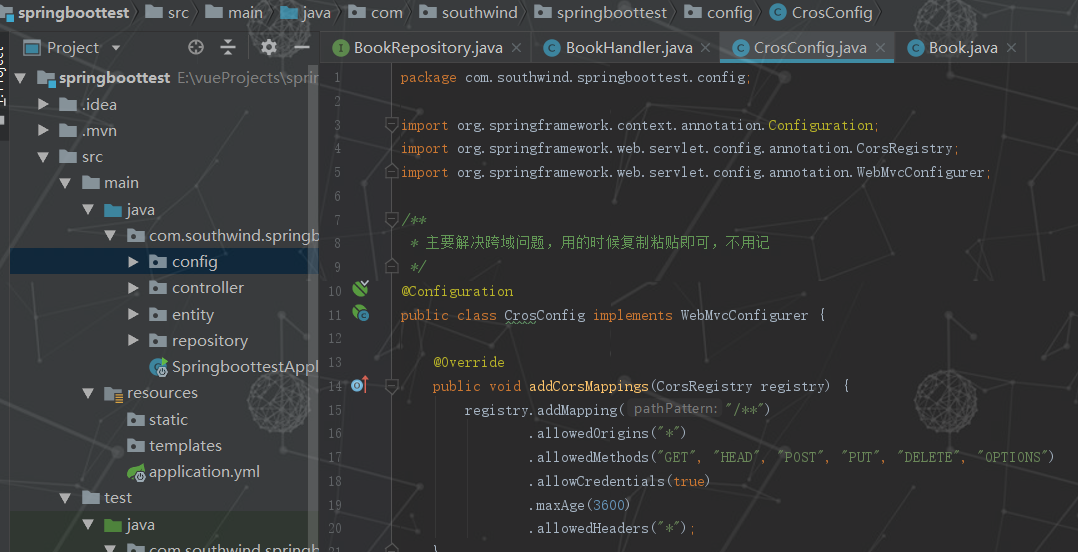 springboottest src main java com southwind springboottest config CrosConfig
Project
BookRepository.java BookHandler.java CrosConfig.java Book.java
springboottest E:\vueProjects\spri
.idea
.mvn
src
main
java
com.southwind.springb
config
controller
entity
repository
SpringboottestAppl
resources
static
templates
application.yml
test
java
com.southwind.springb
1 package com.southwind.springboottest.config;
2
3 import org.springframework.context.annotation.Configuration;
4 import org.springframework.web.servlet.config.annotation.CorsRegistry;
5 import org.springframework.web.servlet.config.annotation.WebMvcConfigurer;
6
7 /**
8 * 主要解决跨域问题，用的时候复制粘贴即可，不用记
9 */
10 @Configuration
11 public class CrosConfig implements WebMvcConfigurer {
12
13 @Override
14 public void addCorsMappings(CorsRegistry registry) {
15 registry.addMapping( pathPattern: "/**")
16 .allowedOrigins("*")
17 .allowedMethods("GET", "HEAD", "POST", "PUT", "DELETE", "OPTIONS")
18 .allowCredentials(true)
19 .maxAge(3600)
20 .allowedHeaders("*");